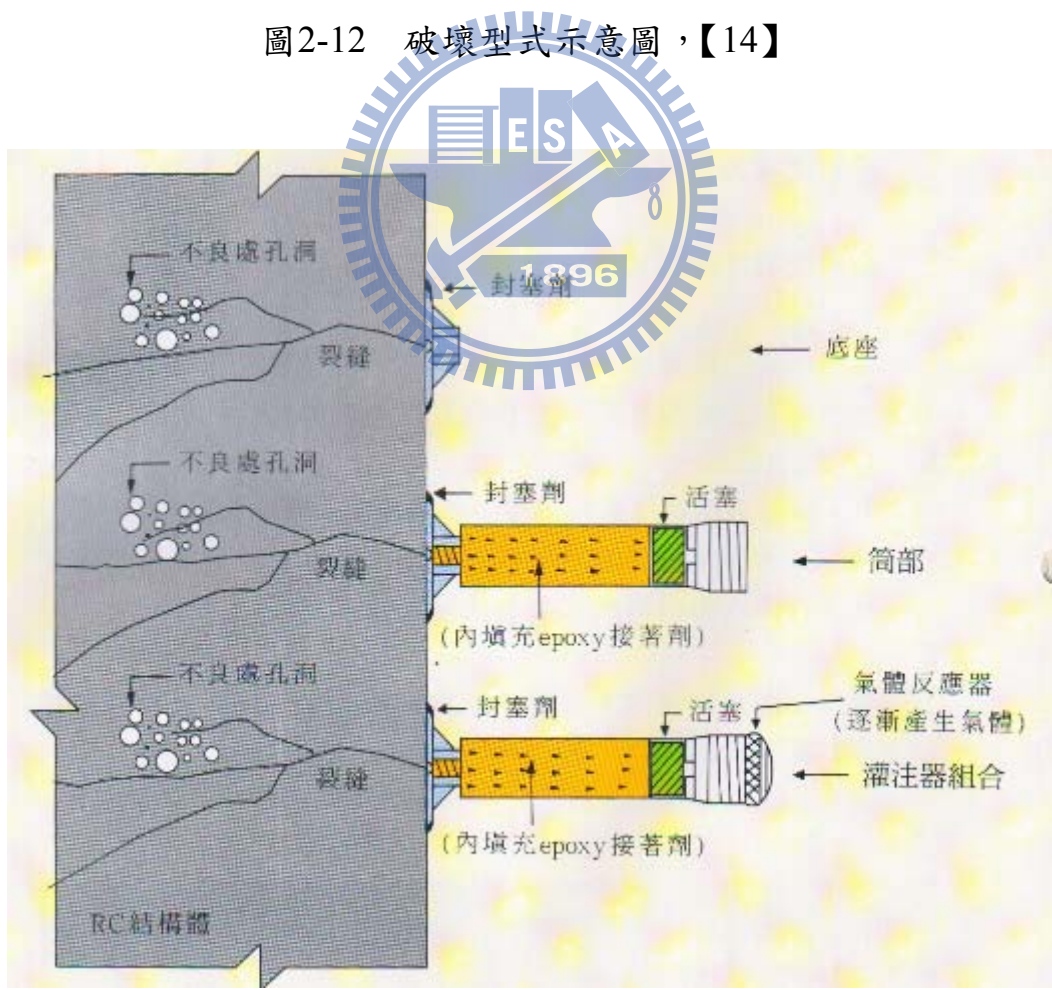 圖2-12 破壞型式示意圖,【14】
E S A
1896
不良處孔洞
封塞劑
裂縫
底座
不良處孔洞
封塞劑
活塞
裂縫
筒部
(內填充epoxy接著劑)
不良處孔洞
封塞劑
活塞
氣體反應器
(逐漸產生氣體)
裂縫
灌注器組合
(內填充epoxy接著劑)
RC結構體